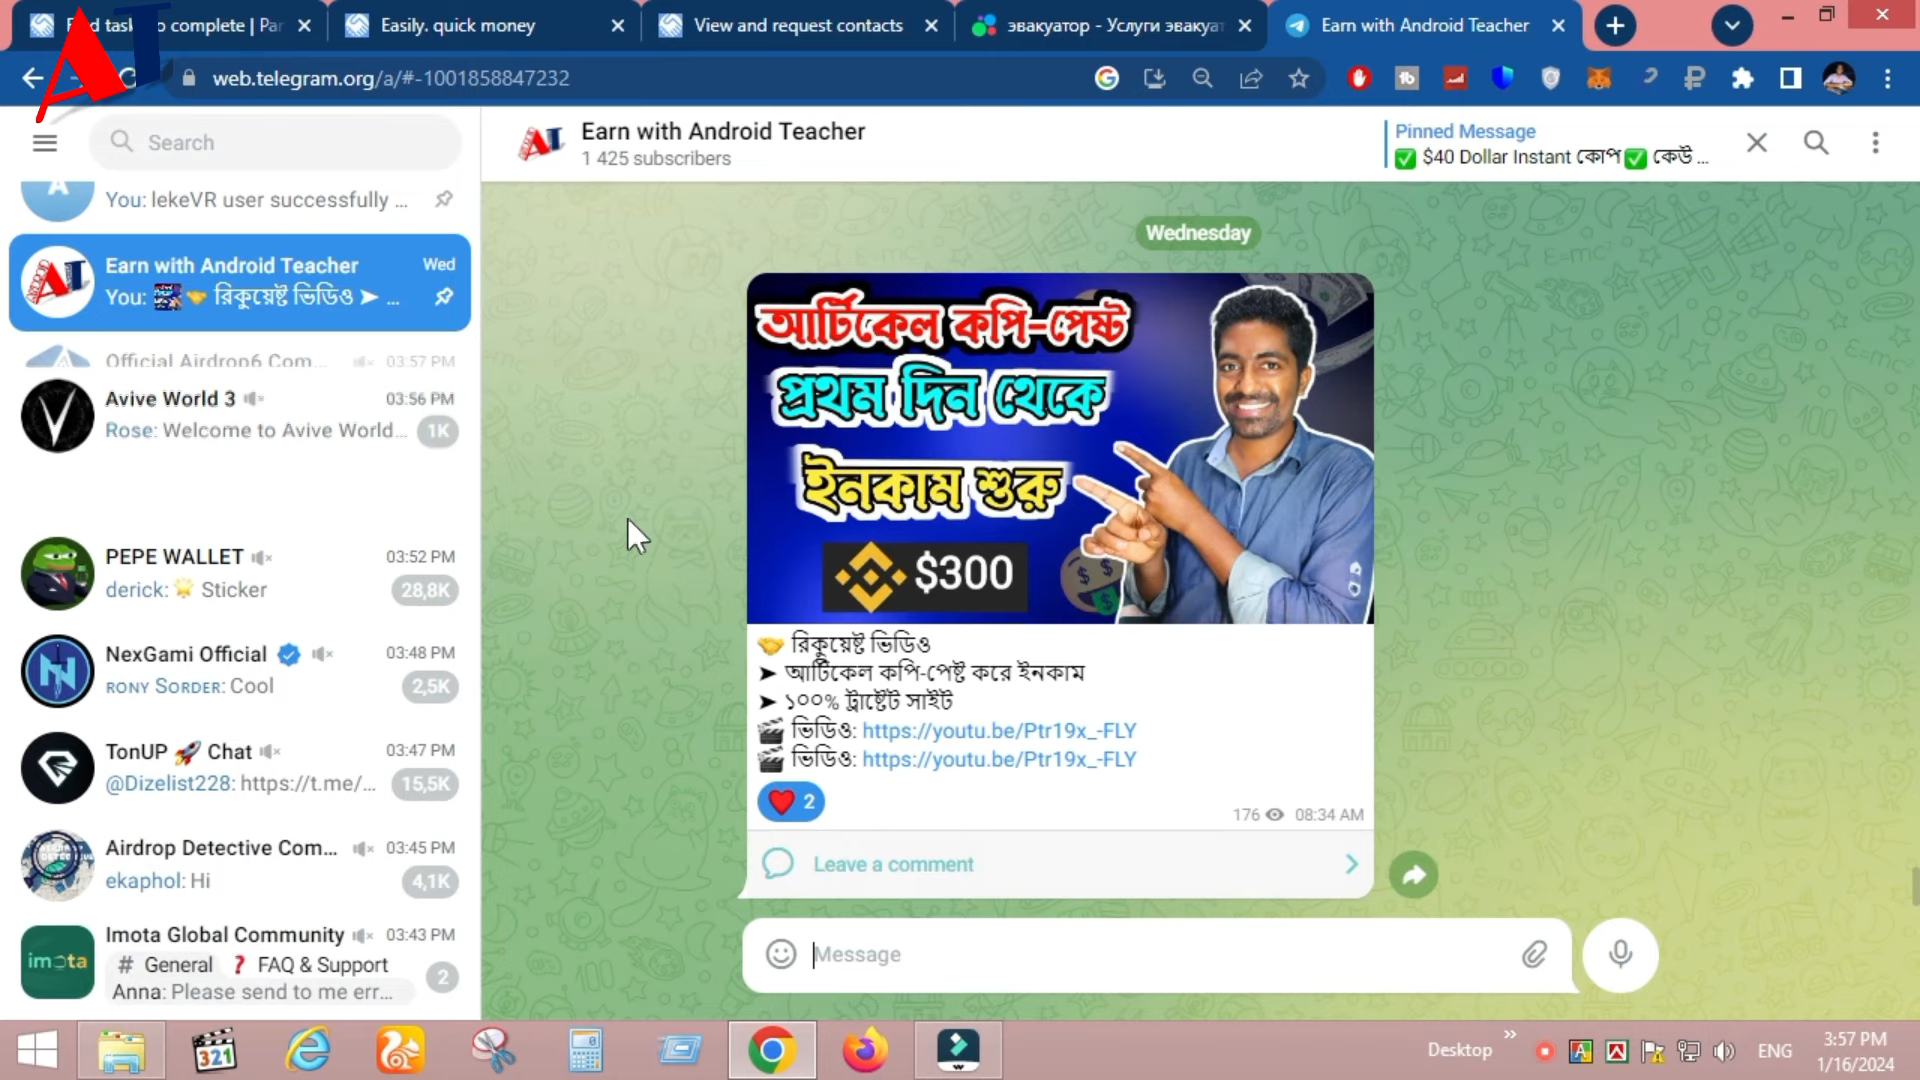 AI
nd task to complete | Par
Easily. quick money
View and request contacts
эвакуатор - Услуги эвакуат
Earn with Android Teacher
web.telegram.org/a/#-1001858847232
Search
Earn with Android Teacher
1 425 subscribers
Pinned Message
✅ $40 Dollar Instant কোপ✅ কেউ ...
A
You: lekeVR user successfully ...
Earn with Android Teacher Wed
You: 🤝 রিকুয়েষ্ট ভিডিও ➤ ...
Official Airdrop6 Com... 03:57 PM
Avive World 3 03:56 PM
Rose: Welcome to Avive World... 1K
PEPE WALLET 03:52 PM
derick: 🌟 Sticker 28,8K
NexGami Official 03:48 PM
RONY SORDER: Cool 2,5K
TonUP 🚀 Chat 03:47 PM
@Dizelist228: https://t.me/... 15,5K
Airdrop Detective Com... 03:45 PM
ekaphol: Hi 4,1K
imota
Imota Global Community 03:43 PM
# General ❓ FAQ & Support
Anna: Please send to me err... 2
Wednesday
আর্টিকেল কপি-পেষ্ট
প্রথম দিন থেকে
ইনকাম শুরু
$300
🤝 রিকুয়েষ্ট ভিডিও
➤ আর্টিকেল কপি-পেষ্ট করে ইনকাম
➤ ১০০% ট্রাষ্টেট সাইট
🎬 ভিডিও: https://youtu.be/Ptr19x_-FLY
🎬 ভিডিও: https://youtu.be/Ptr19x_-FLY
❤️ 2
176 08:34 AM
Leave a comment
Message
321
Desktop
ENG
3:57 PM
1/16/2024